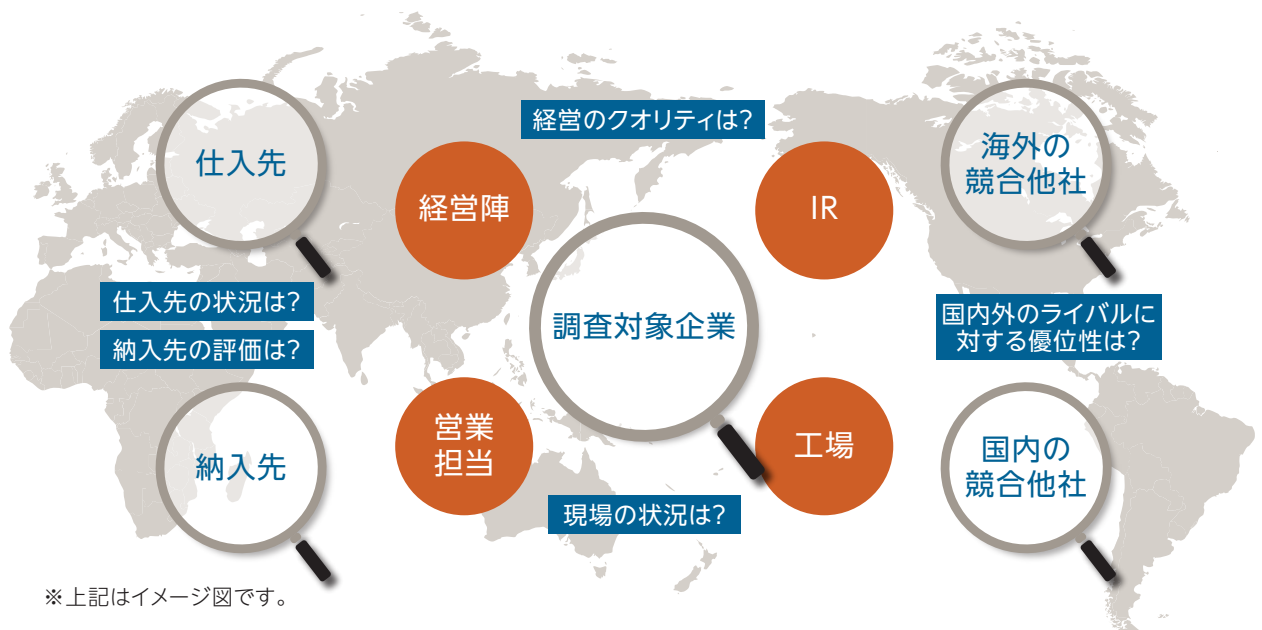 経営のクオリティは?
仕入先
経営陣
IR
海外の
競合他社
調査対象企業
仕入先の状況は?
納入先の評価は?
国内外のライバルに
対する優位性は?
納入先
営業
担当
工場
国内の
競合他社
現場の状況は?
※上記はイメージ図です。